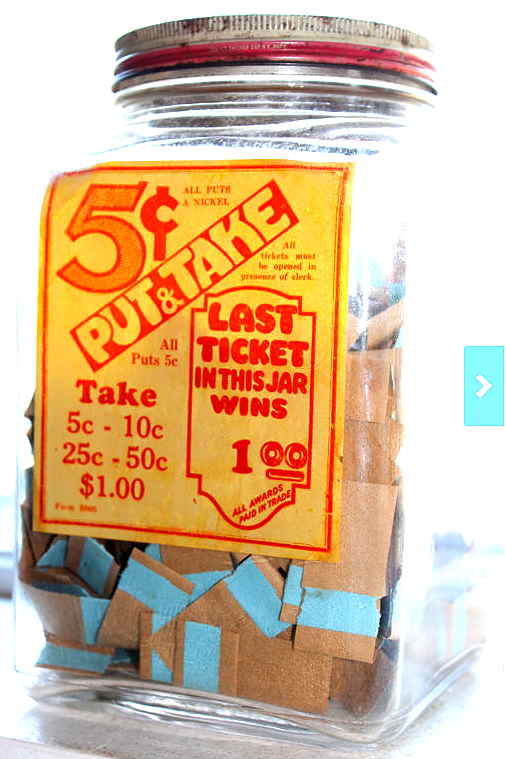 5¢
ALL PUTS
A NICKEL
PUT & TAKE
All
tickets must
be opened in
presence of clerk.
All
Puts 5c
Take
5c - 10c
25c - 50c
$1.00
LAST
TICKET
IN THIS JAR
WINS
1 00
ALL AWARDS
PAID IN TRADE
Form